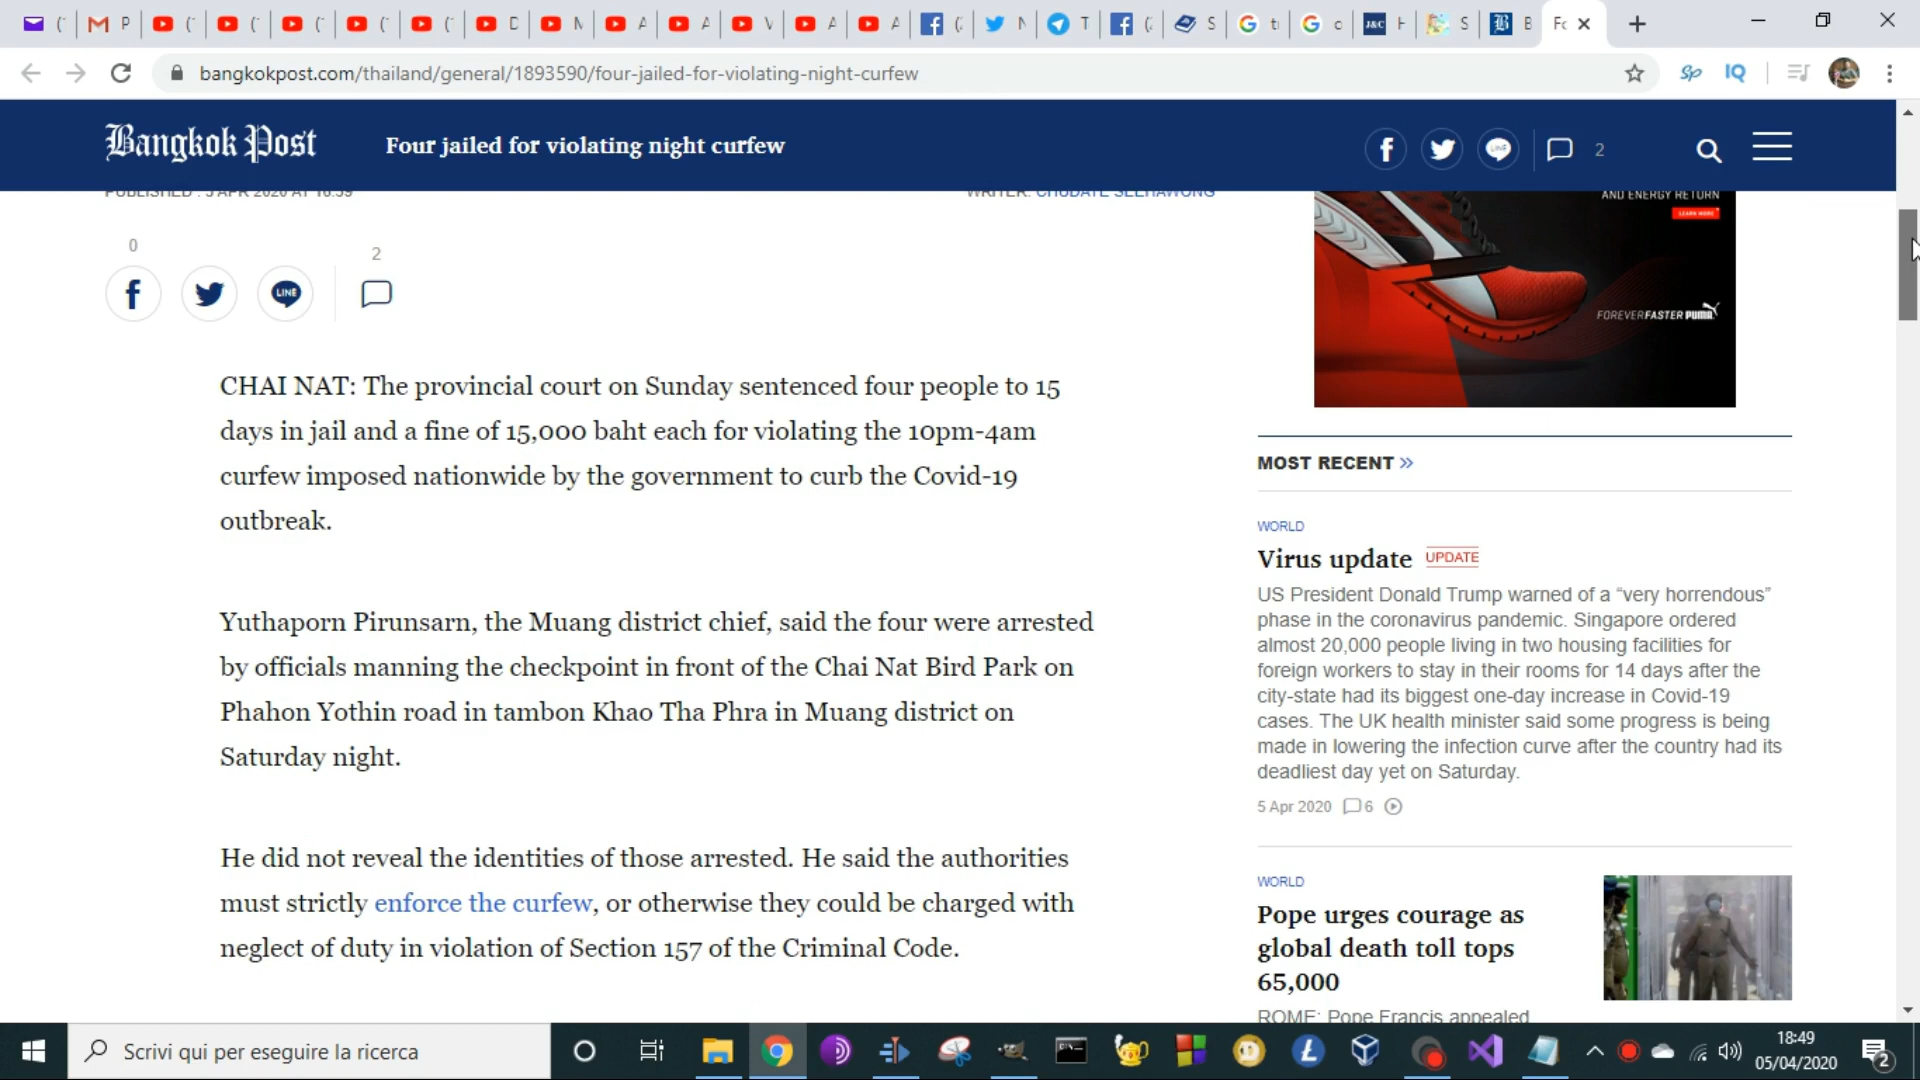 (
P
(
(
(
(
(
D
M
A
A
V
A
A
(
N
T
(
S
t
c
H
S
B
Fo
bangkokpost.com/thailand/general/1893590/four-jailed-for-violating-night-curfew
Sp
IQ
Bangkok Post
Four jailed for violating night curfew
LINE
2
PUBLISHED : 5 APR 2020 AT 16:39
WRITER: CHUDATE SEEHAWONG
0
LINE
2
CHAI NAT: The provincial court on Sunday sentenced four people to 15
days in jail and a fine of 15,000 baht each for violating the 10pm-4am
curfew imposed nationwide by the government to curb the Covid-19
outbreak.
Yuthaporn Pirunsarn, the Muang district chief, said the four were arrested
by officials manning the checkpoint in front of the Chai Nat Bird Park on
Phahon Yothin road in tambon Khao Tha Phra in Muang district on
Saturday night.
He did not reveal the identities of those arrested. He said the authorities
must strictly enforce the curfew, or otherwise they could be charged with
neglect of duty in violation of Section 157 of the Criminal Code.
AND ENERGY RETURN
LEARN MORE
FOREVER FASTER PUMA
MOST RECENT »
WORLD
Virus update UPDATE
US President Donald Trump warned of a “very horrendous”
phase in the coronavirus pandemic. Singapore ordered
almost 20,000 people living in two housing facilities for
foreign workers to stay in their rooms for 14 days after the
city-state had its biggest one-day increase in Covid-19
cases. The UK health minister said some progress is being
made in lowering the infection curve after the country had its
deadliest day yet on Saturday.
5 Apr 2020 6
WORLD
Pope urges courage as
global death toll tops
65,000
ROME: Pope Francis appealed
Scrivi qui per eseguire la ricerca
18:49
05/04/2020
2